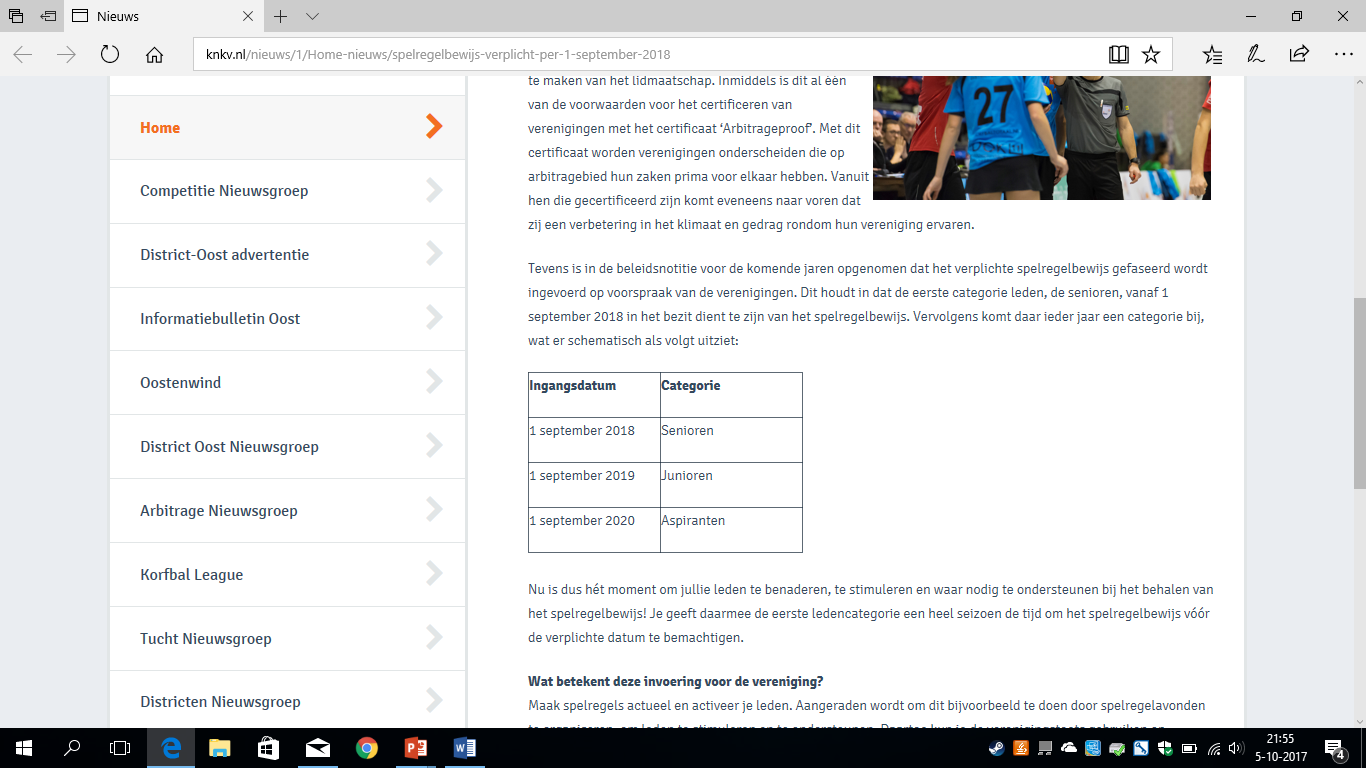 Nieuws
knkv.nl/nieuws/1/Home-nieuws/spelregelbewijs-verplicht-per-1-september-2018
Home
Competitie Nieuwsgroep
District-Oost advertentie
Informatiebulletin Oost
Oostenwind
District Oost Nieuwsgroep
Arbitrage Nieuwsgroep
Korfbal League
Tucht Nieuwsgroep
Districten Nieuwsgroep
te maken van het lidmaatschap. Inmiddels is dit al één
van de voorwaarden voor het certificeren van
verenigingen met het certificaat ‘Arbitrageproof’. Met dit
certificaat worden verenigingen onderscheiden die op
arbitragebied hun zaken prima voor elkaar hebben. Vanuit
hen die gecertificeerd zijn komt eveneens naar voren dat
zij een verbetering in het klimaat en gedrag rondom hun vereniging ervaren.
27
Tevens is in de beleidsnotitie voor de komende jaren opgenomen dat het verplichte spelregelbewijs gefaseerd wordt
ingevoerd op voorspraak van de verenigingen. Dit houdt in dat de eerste categorie leden, de senioren, vanaf 1
september 2018 in het bezit dient te zijn van het spelregelbewijs. Vervolgens komt daar ieder jaar een categorie bij,
wat er schematisch als volgt uitziet:
Ingangsdatum Categorie
1 september 2018 Senioren
1 september 2019 Junioren
1 september 2020 Aspiranten
Nu is dus hét moment om jullie leden te benaderen, te stimuleren en waar nodig te ondersteunen bij het behalen van
het spelregelbewijs! Je geeft daarmee de eerste ledencategorie een heel seizoen de tijd om het spelregelbewijs vóór
de verplichte datum te bemachtigen.
Wat betekent deze invoering voor de vereniging?
Maak spelregels actueel en activeer je leden. Aangeraden wordt om dit bijvoorbeeld te doen door spelregelavonden
21:55
5-10-2017
4